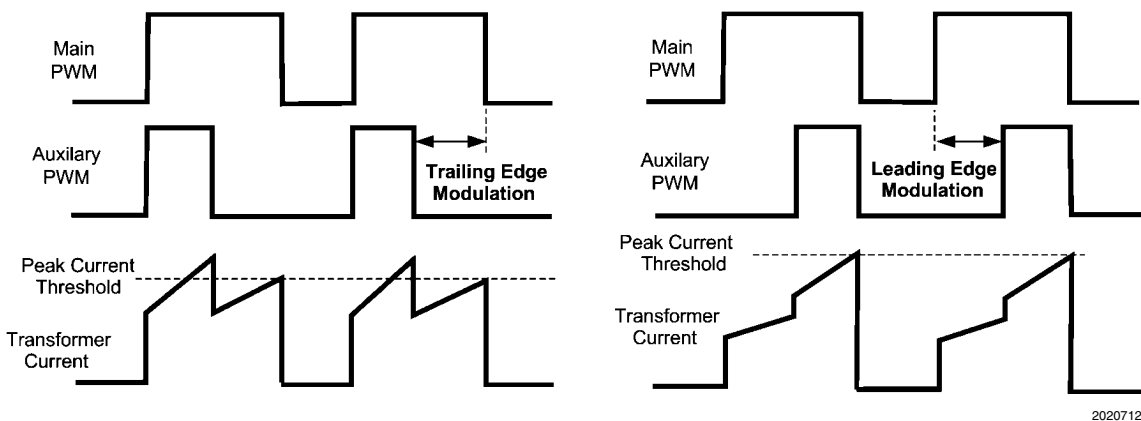 Main
PWM
Auxilary
PWM
Trailing Edge
Modulation
Peak Current
Threshold
Transformer
Current
Main
PWM
Auxilary
PWM
Leading Edge
Modulation
Peak Current
Threshold
Transformer
Current
2020712